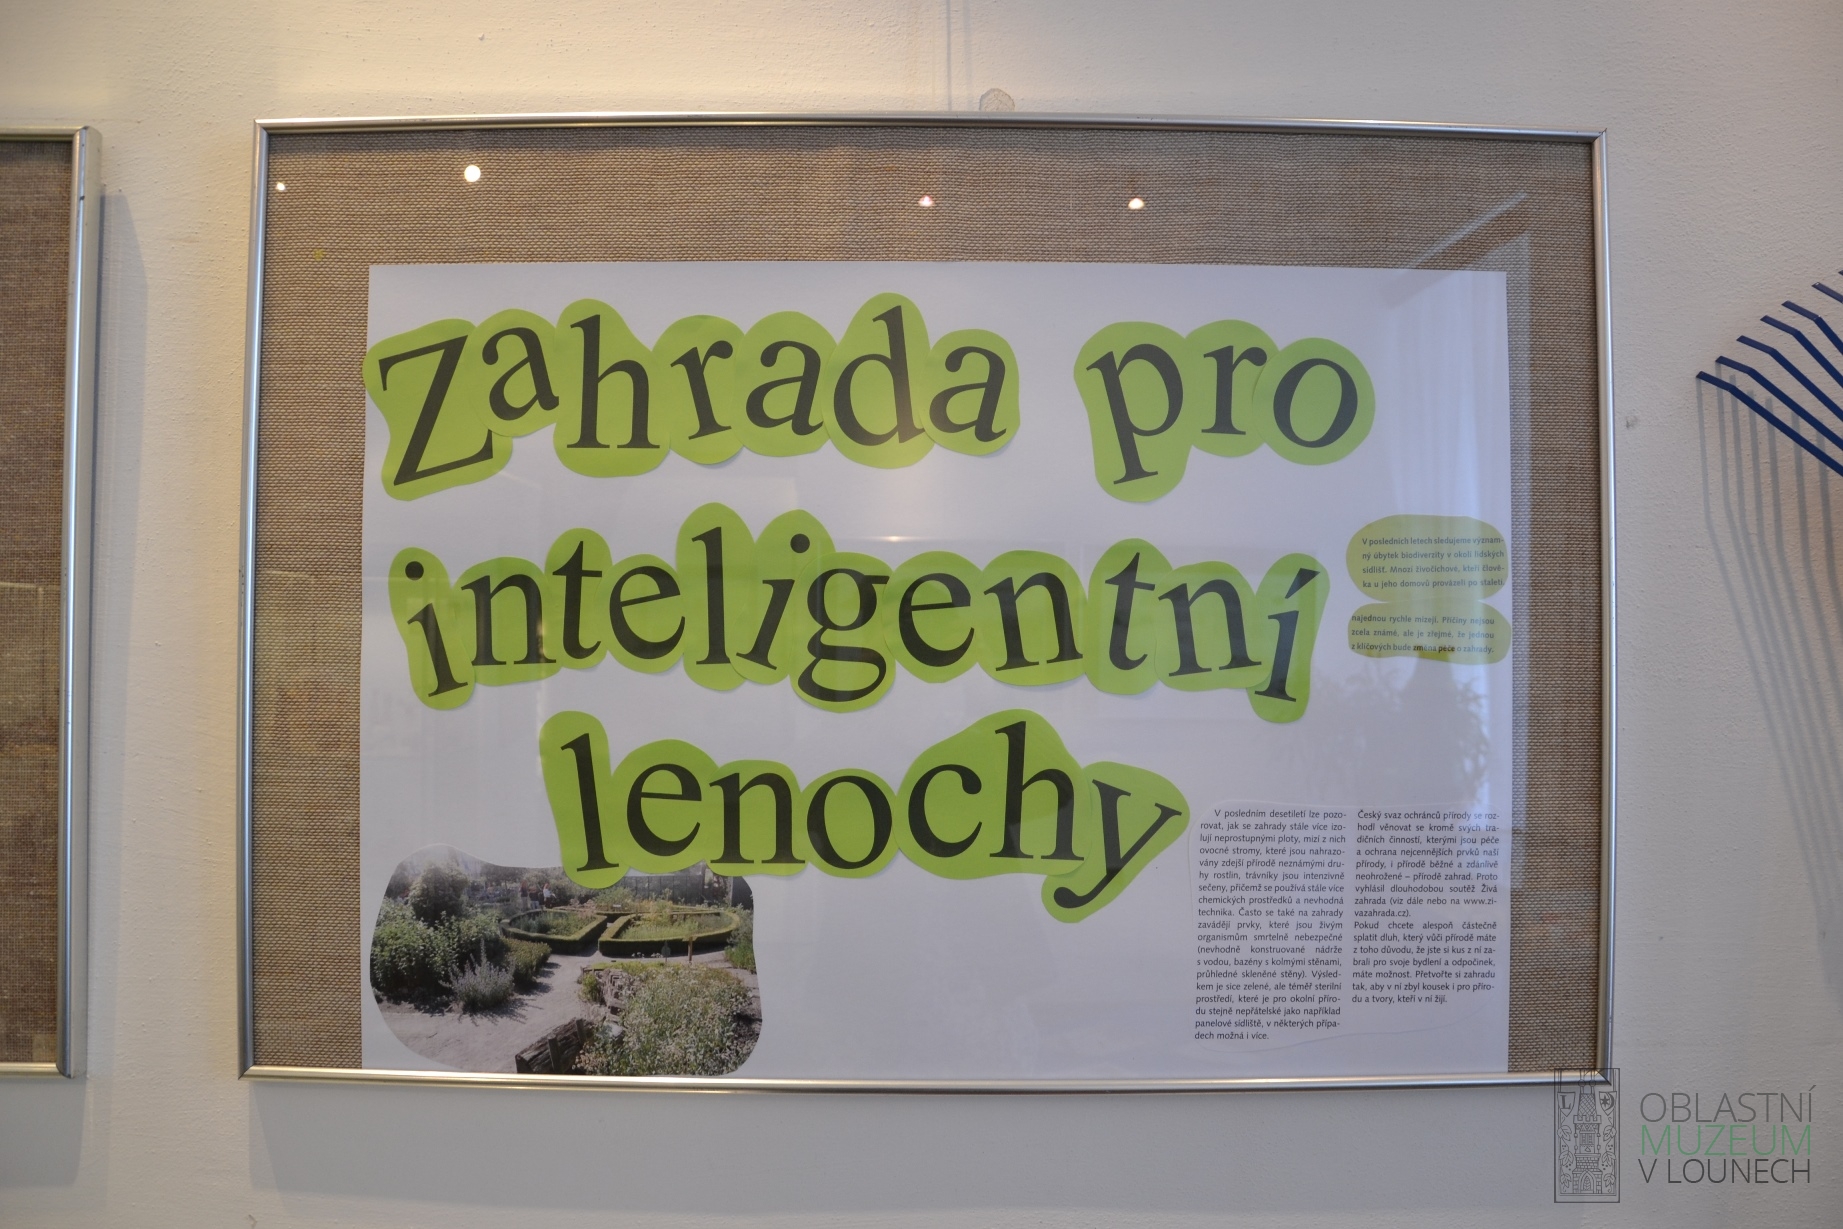 Zahrada pro
inteligentní
lenochy
V posledních letech sledujeme význam-
ný úbytek biodiverzity v okolí lidských
sídlišť. Mnozí živočichové, kteří člově-
ka u jeho domovů provázeli po staletí,
najednou rychle mizejí. Příčiny nejsou
zcela známé, ale je zřejmé, že jednou
z klíčových bude změna péče o zahrady.
V posledním desetiletí lze pozo-
rovat, jak se zahrady stále více izo-
lují neprostupnými ploty, mizí z nich
ovocné stromy, které jsou nahrazo-
vány zdejší přírodě neznámými dru-
hy rostlin, trávníky jsou intenzivně
sečeny, přičemž se používá stále více
chemických prostředků a nevhodná
technika. Často se také na zahrady
zavádějí prvky, které jsou živým
organismům smrtelně nebezpečné
(nevhodně konstruované nádrže
s vodou, bazény s kolmými stěnami,
průhledné skleněné stěny). Výsled-
kem je sice zelené, ale téměř sterilní
prostředí, které je pro okolní příro-
du stejně nepřátelské jako například
panelové sídliště, v některých přípa-
dech možná i více.
Český svaz ochránců přírody se roz-
hodl věnovat se kromě svých tra-
dičních činností, kterými jsou péče
a ochrana nejcennějších prvků naší
přírody, i přírodě běžné a zdánlivě
neohrožené – přírodě zahrad. Proto
vyhlásil dlouhodobou soutěž Živá
zahrada (viz dále nebo na www.zi-
vazahrada.cz).
Pokud chcete alespoň částečně
splatit dluh, který vůči přírodě máte
z toho důvodu, že jste si kus z ní za-
brali pro svoje bydlení a odpočinek,
máte možnost. Přetvořte si zahradu
tak, aby v ní zbyl kousek i pro příro-
du a tvory, kteří v ní žijí.
OBLASTNÍ
MUZEUM
V LOUNECH